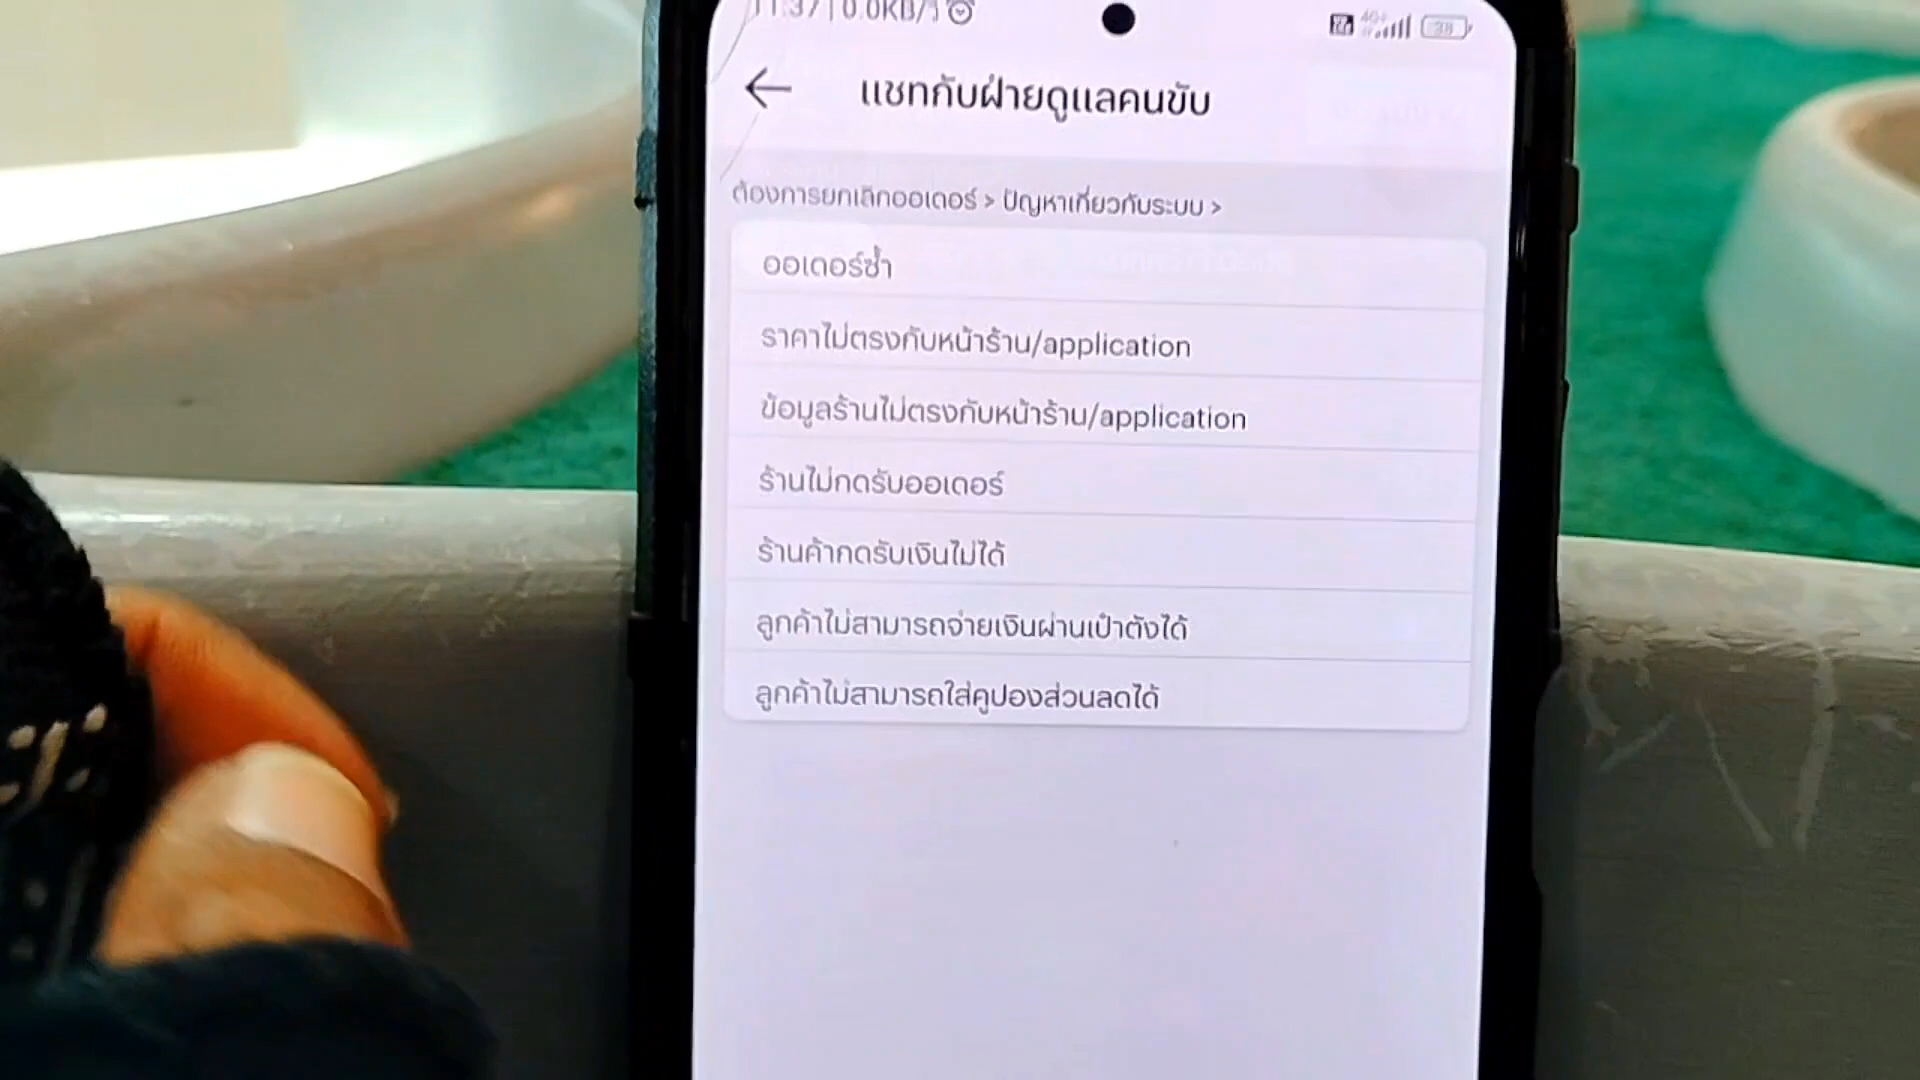 11:37 | 0.0KB/s
4G+
38
แชทกับฝ่ายดูแลคนขับ
ต้องการยกเลิกออเดอร์ > ปัญหาเกี่ยวกับระบบ >
ออเดอร์ซ้ำ
ราคาไม่ตรงกับหน้าร้าน/application
ข้อมูลร้านไม่ตรงกับหน้าร้าน/application
ร้านไม่กดรับออเดอร์
ร้านค้ากดรับเงินไม่ได้
ลูกค้าไม่สามารถจ่ายเงินผ่านเป๋าตังได้
ลูกค้าไม่สามารถใส่คูปองส่วนลดได้